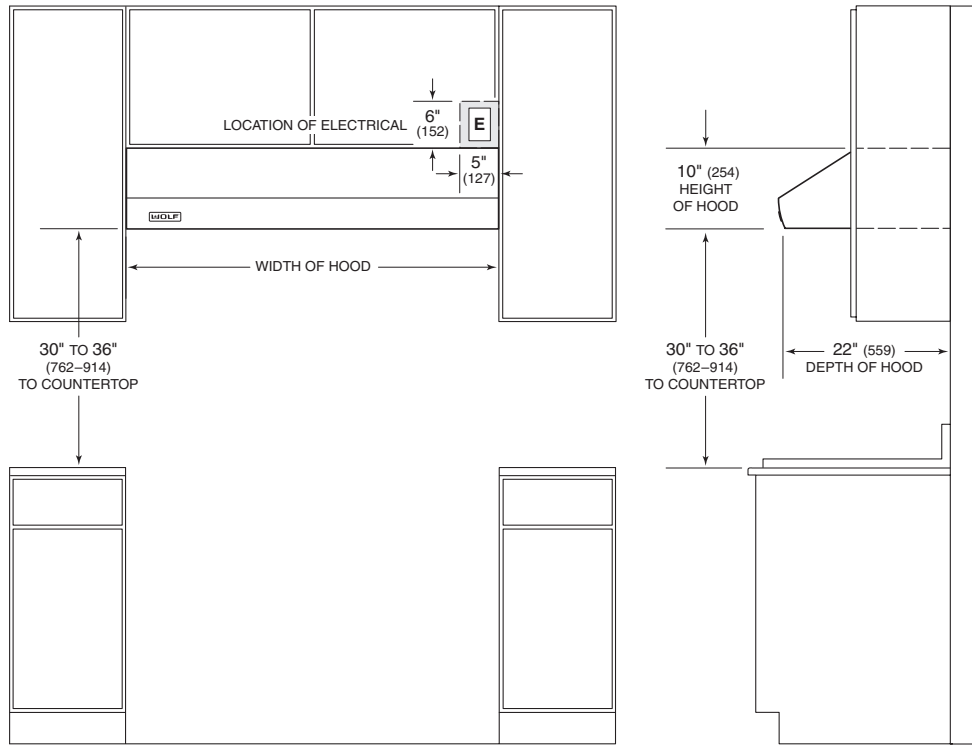 LOCATION OF ELECTRICAL
6"
(152)
E
5"
(127)
WOLF
WIDTH OF HOOD
30" TO 36"
(762–914)
TO COUNTERTOP
10" (254)
HEIGHT
OF HOOD
30" TO 36"
(762–914)
TO COUNTERTOP
22" (559)
DEPTH OF HOOD